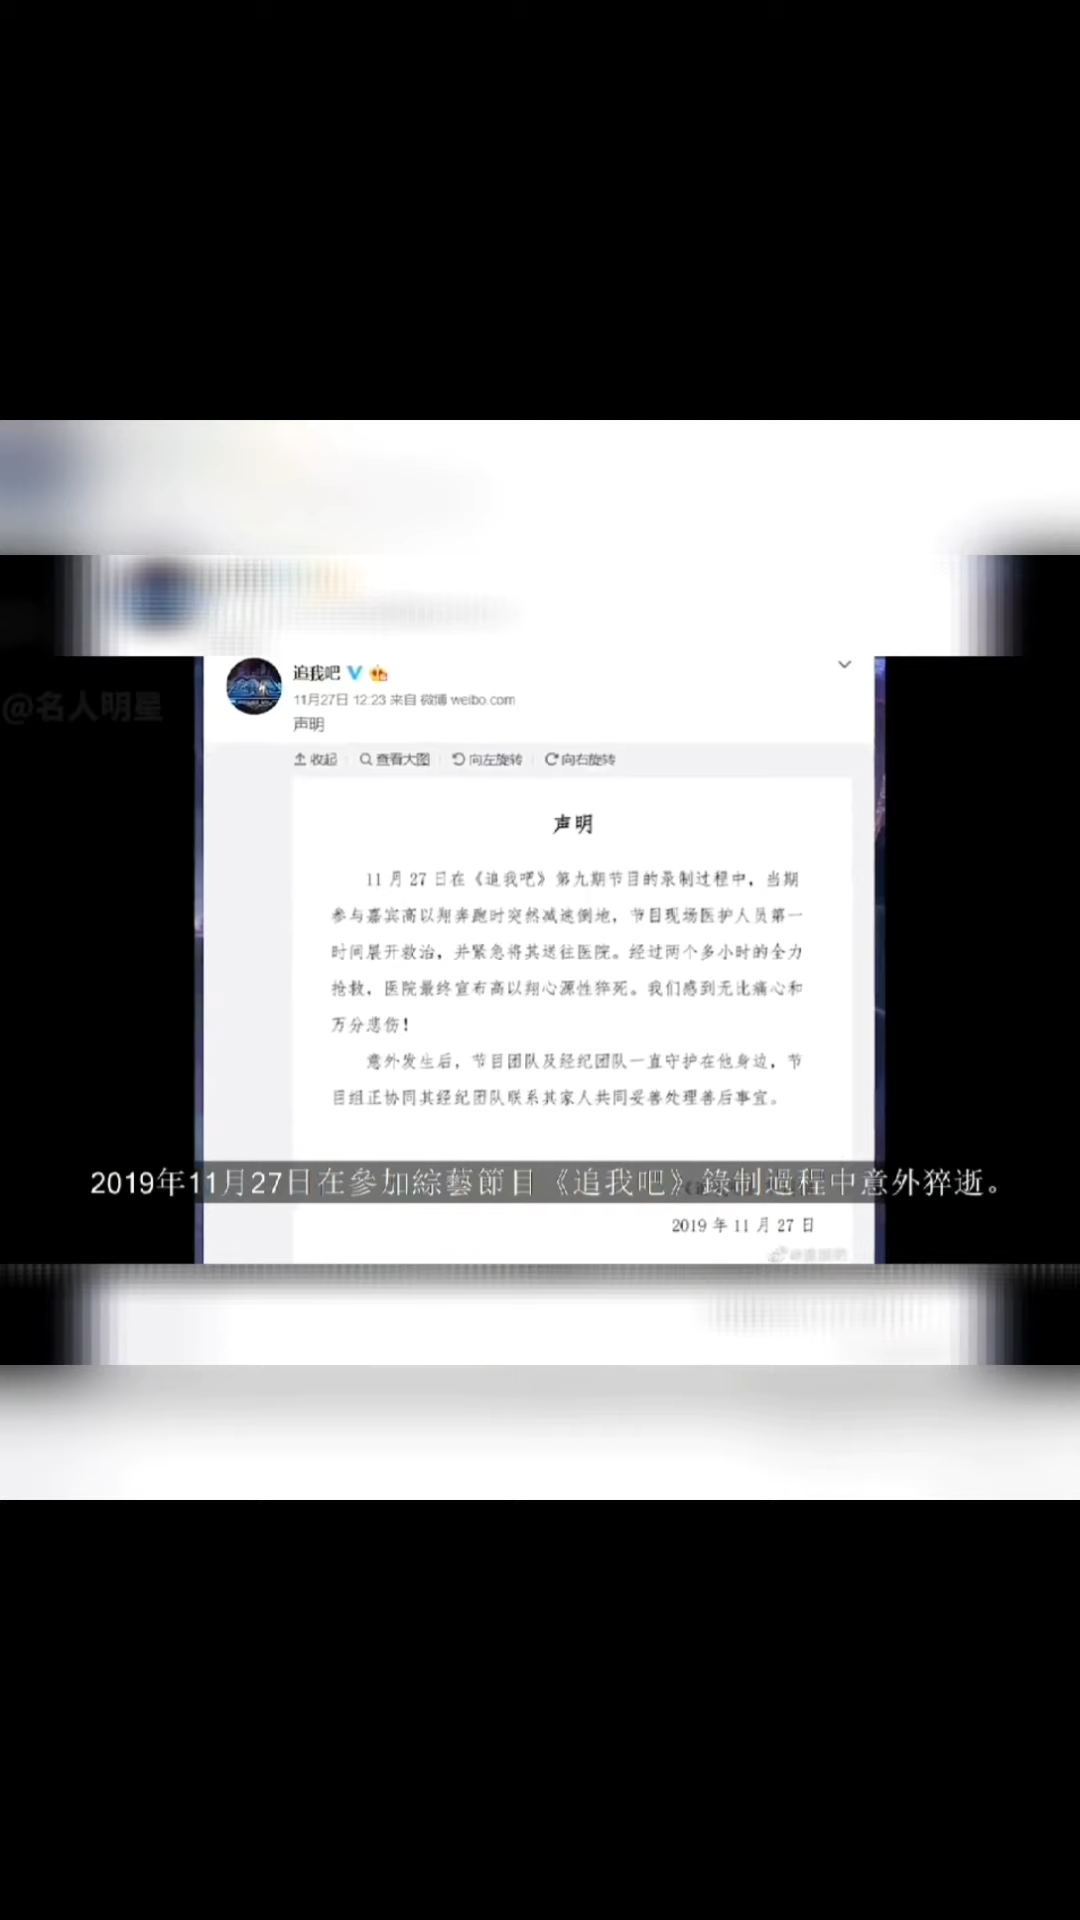 追我吧
11月27日 12:23 来自 微博 weibo.com
@名人明星
声明
收起 查看大图 向左旋转 向右旋转
声明
11 月 27 日在《追我吧》第九期节目的录制过程中，当期
参与嘉宾高以翔奔跑时突然减速倒地，节目现场医护人员第一
时间展开救治，并紧急将其送往医院。经过两个多小时的全力
抢救，医院最终宣布高以翔心源性猝死。我们感到无比痛心和
万分悲伤！
意外发生后，节目团队及经纪团队一直守护在他身边，节
目组正协同其经纪团队联系其家人共同妥善处理善后事宜。
2019年11月27日在參加綜藝節目《追我吧》錄制過程中意外猝逝。
2019 年 11 月 27 日